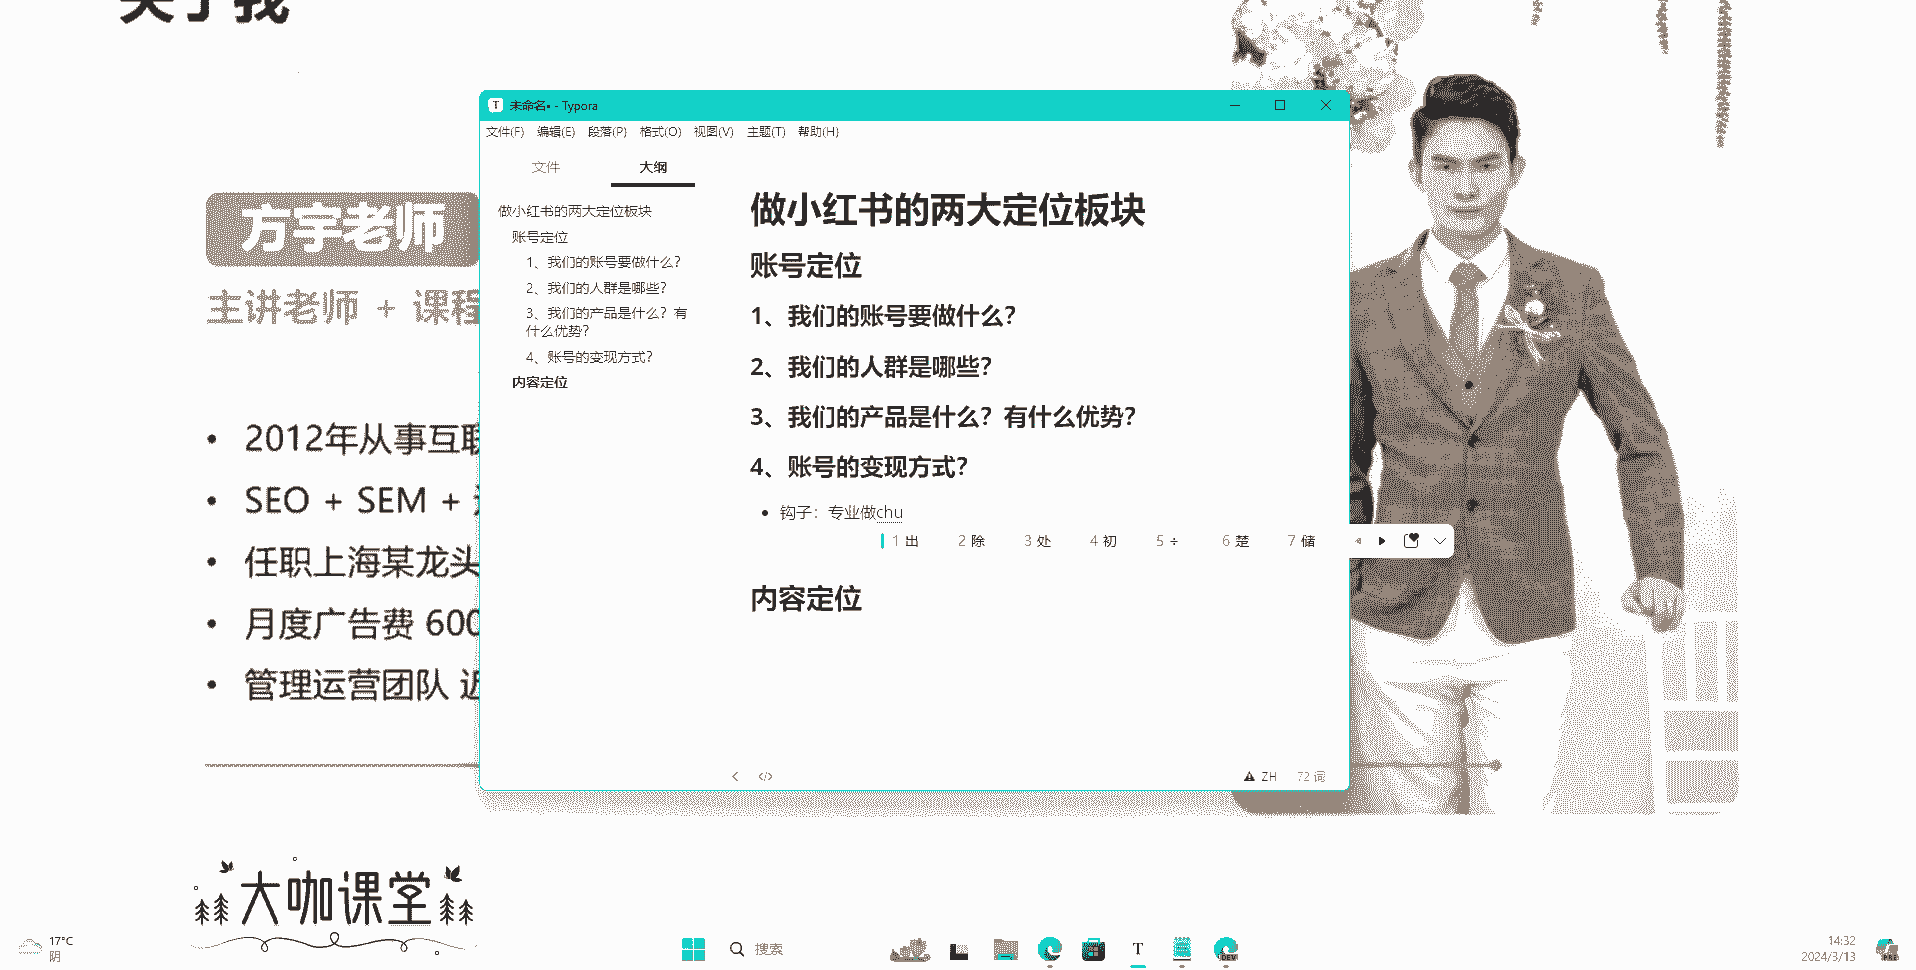 关于我
未命名• - Typora
文件(F) 编辑(E) 段落(P) 格式(O) 视图(V) 主题(T) 帮助(H)
文件 大纲
做小红书的两大定位板块
账号定位
1、我们的账号要做什么？
2、我们的人群是哪些？
3、我们的产品是什么？有
什么优势？
4、账号的变现方式？
内容定位
做小红书的两大定位板块
账号定位
1、我们的账号要做什么？
2、我们的人群是哪些？
3、我们的产品是什么？有什么优势？
4、账号的变现方式？
钩子：专业做chu
1 出 2 除 3 处 4 初 5 ÷ 6 楚 7 储
内容定位
ZH 72 词
方宇老师
主讲老师 + 课程
• 2012年从事互联
• SEO + SEM +
• 任职上海某龙头
• 月度广告费 600
• 管理运营团队 近
大咖课堂
17°C
阴
搜索
T
DEV
14:32
2024/3/13
PRE